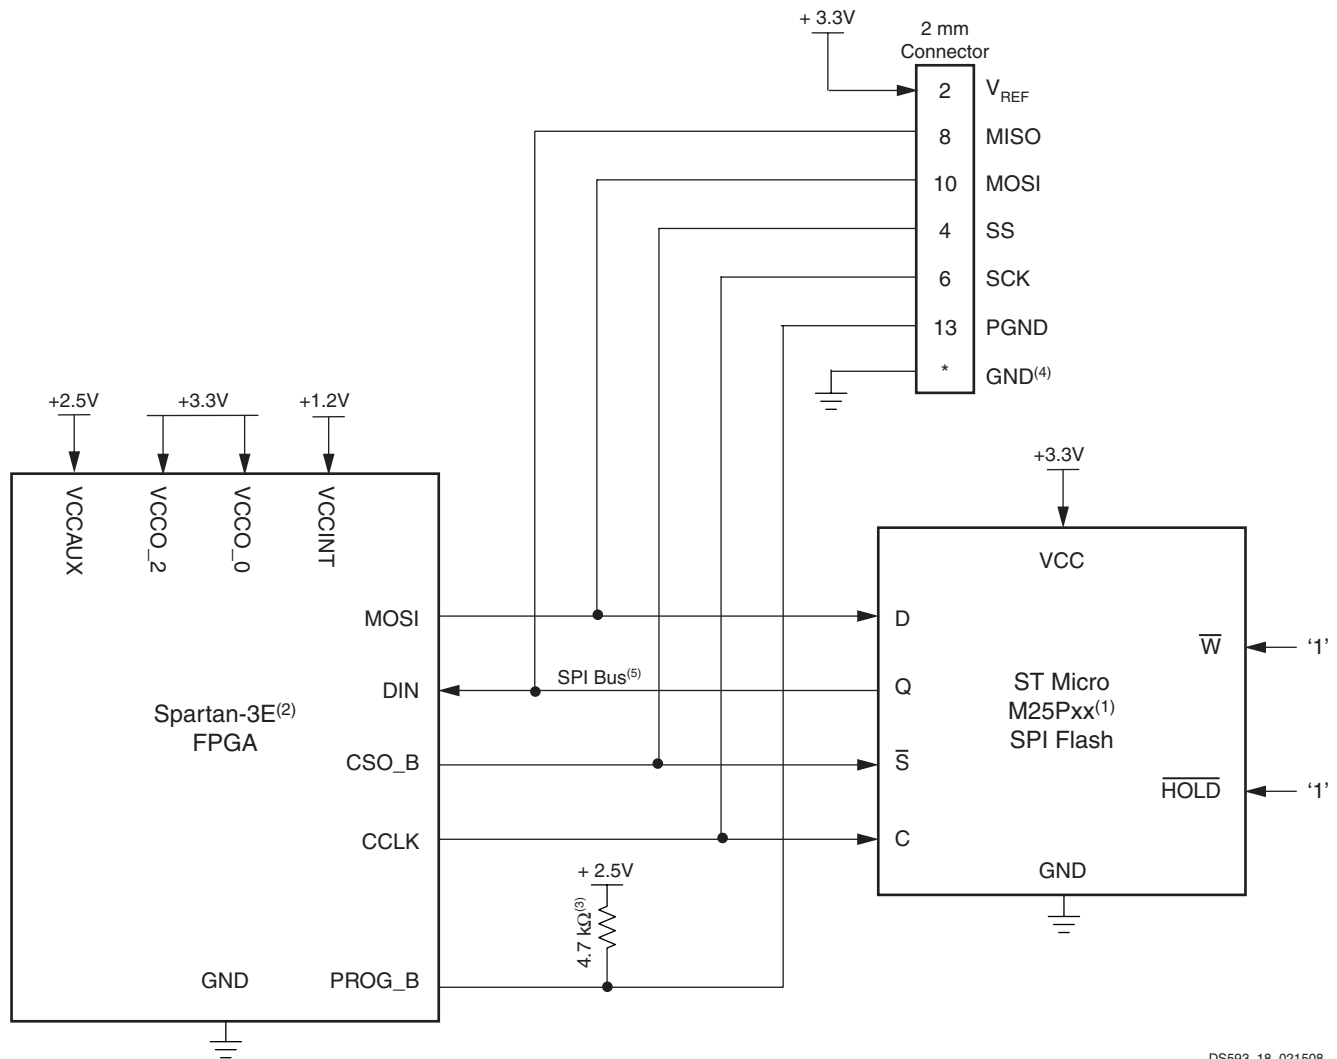 + 3.3V
2 mm
Connector
2 VREF
8 MISO
10 MOSI
4 SS
6 SCK
13 PGND
* GND(4)
+2.5V
+3.3V
+1.2V
VCCAUX
VCCO_2
VCCO_0
VCCINT
+3.3V
VCC
MOSI
D
W
‘1’
DIN
SPI Bus(5)
Q
Spartan-3E(2)
FPGA
ST Micro
M25Pxx(1)
SPI Flash
CSO_B
S
HOLD
‘1’
CCLK
C
GND
+ 2.5V
4.7 kΩ(3)
GND
PROG_B
DS593_18_021508